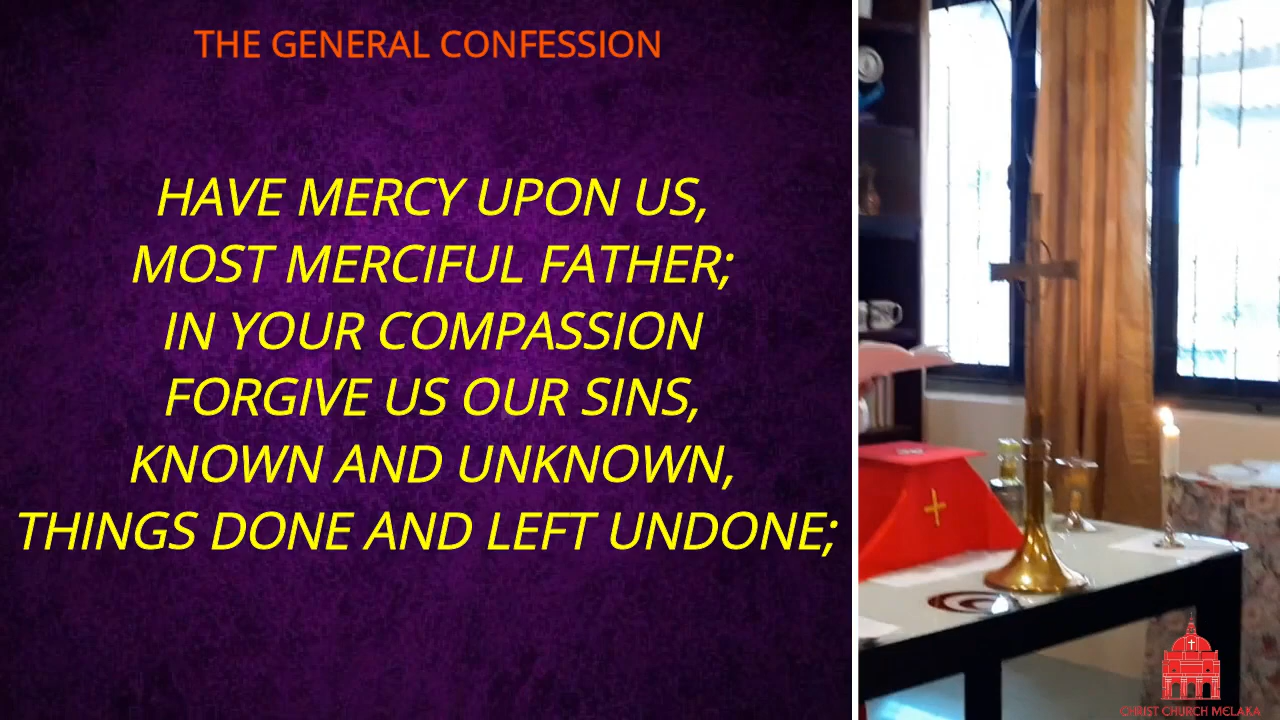 THE GENERAL CONFESSION
HAVE MERCY UPON US,
MOST MERCIFUL FATHER;
IN YOUR COMPASSION
FORGIVE US OUR SINS,
KNOWN AND UNKNOWN,
THINGS DONE AND LEFT UNDONE;
CHRIST CHURCH MELAKA